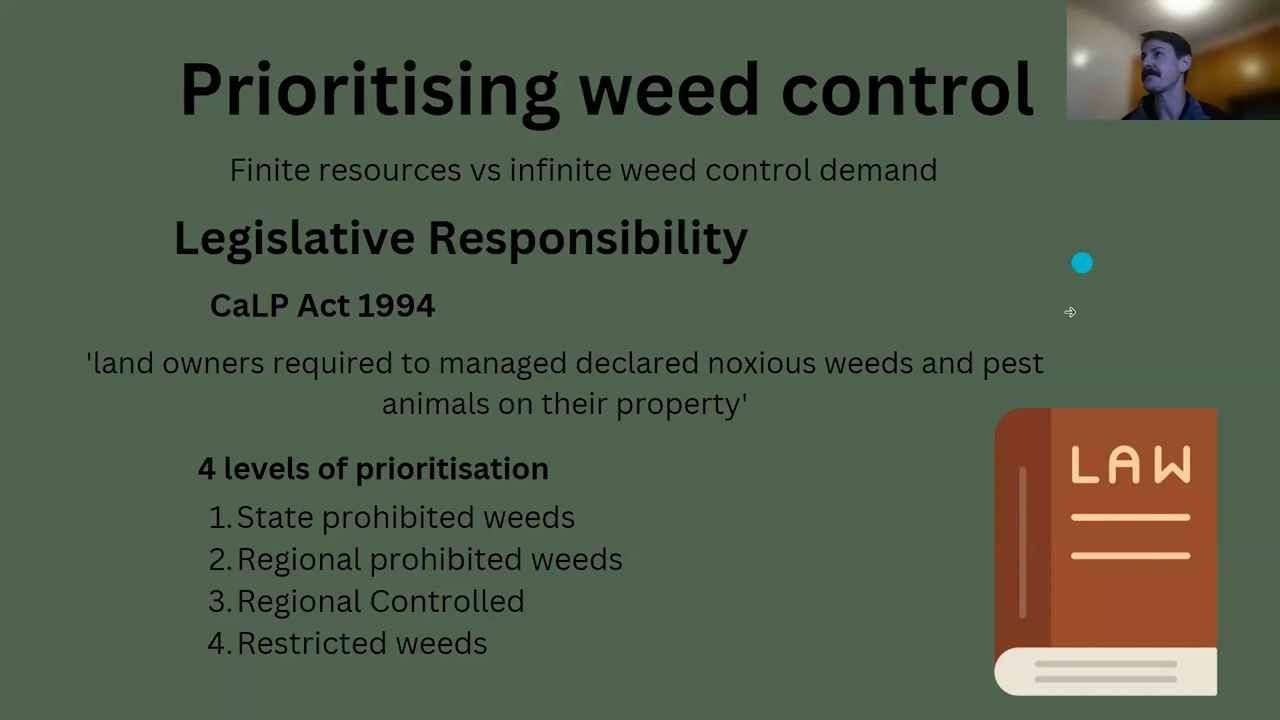 Prioritising weed control
Finite resources vs infinite weed control demand
Legislative Responsibility
CaLP Act 1994
'land owners required to managed declared noxious weeds and pest
animals on their property'
4 levels of prioritisation
1. State prohibited weeds
2. Regional prohibited weeds
3. Regional Controlled
4. Restricted weeds
LAW